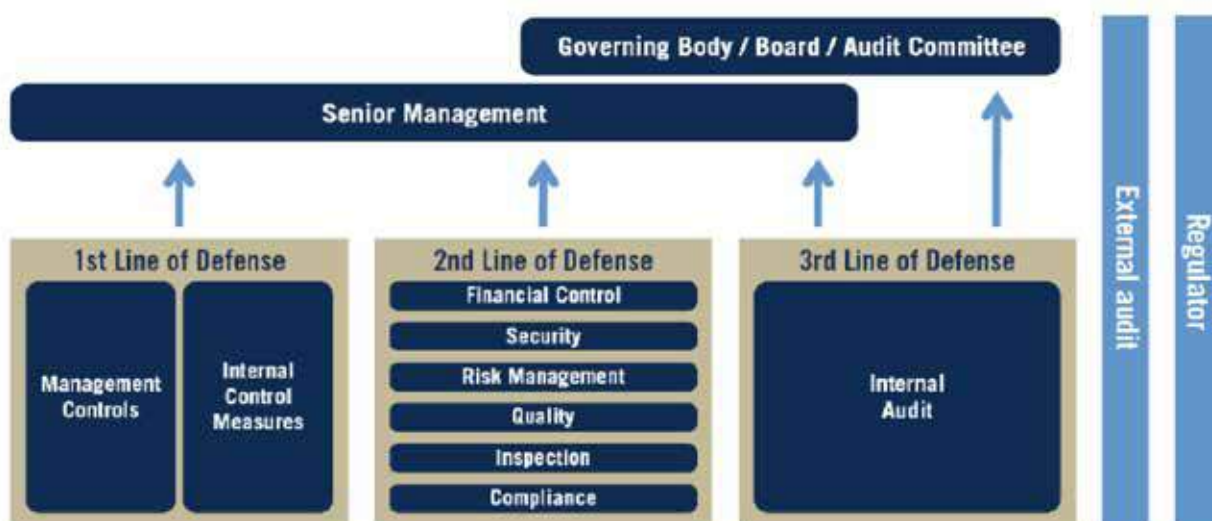 Governing Body / Board / Audit Committee
Senior Management
1st Line of Defense
Management
Controls
Internal
Control
Measures
2nd Line of Defense
Financial Control
Security
Risk Management
Quality
Inspection
Compliance
3rd Line of Defense
Internal
Audit
External audit
Regulator